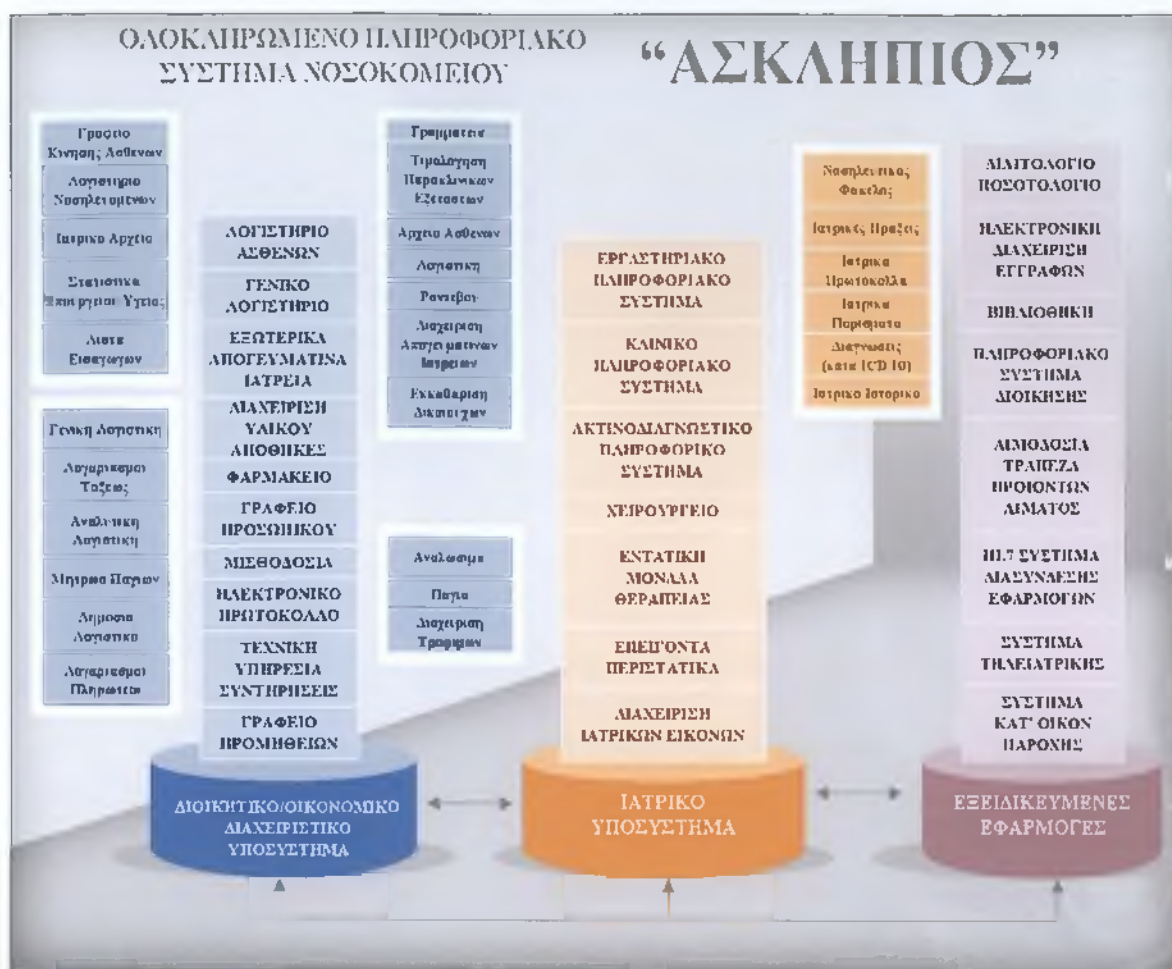 ΟΛΟΚΛΗΡΩΜΕΝΟ ΠΛΗΡΟΦΟΡΙΑΚΟ
ΣΥΣΤΗΜΑ ΝΟΣΟΚΟΜΕΙΟΥ
“ΑΣΚΛΗΠΙΟΣ”
Γραφείο
Κίνησης Ασθενών
Λογιστήριο
Νοσηλευομένων
Ιατρικό Αρχείο
Στατιστικά
Υπουργείου Υγείας
Λίστα
Εισαγωγών
Γενική Λογιστική
Λογαριασμοί
Τάξεως
Αναλυτική
Λογιστική
Μητρώο Παγίων
Δημόσιο
Λογιστικό
Λογαριασμοί
Πληρωτέοι
ΛΟΓΙΣΤΗΡΙΟ
ΑΣΘΕΝΩΝ
ΓΕΝΙΚΟ
ΛΟΓΙΣΤΗΡΙΟ
ΕΞΩΤΕΡΙΚΑ
ΑΠΟΓΕΥΜΑΤΙΝΑ
ΙΑΤΡΕΙΑ
ΔΙΑΧΕΙΡΙΣΗ
ΥΛΙΚΟΥ
ΑΠΟΘΗΚΕΣ
ΦΑΡΜΑΚΕΙΟ
ΓΡΑΦΕΙΟ
ΠΡΟΣΩΠΙΚΟΥ
ΜΙΣΘΟΔΟΣΙΑ
ΗΛΕΚΤΡΟΝΙΚΟ
ΠΡΩΤΟΚΟΛΛΟ
ΤΕΧΝΙΚΗ
ΥΠΗΡΕΣΙΑ
ΣΥΝΤΗΡΗΣΕΙΣ
ΓΡΑΦΕΙΟ
ΠΡΟΜΗΘΕΙΩΝ
ΔΙΟΙΚΗΤΙΚΟ/ΟΙΚΟΝΟΜΙΚΟ
ΔΙΑΧΕΙΡΙΣΤΙΚΟ
ΥΠΟΣΥΣΤΗΜΑ
Γραμματεία
Τιμολόγηση
Παρακλινικών
Εξετάσεων
Αρχείο Ασθενών
Λογιστική
Ραντεβού
Διαχείριση
Απογευματινών
Ιατρείων
Εκκαθάριση
Δικαιούχων
Αναλώσιμα
Πάγια
Διαχείριση
Τροφίμων
ΕΡΓΑΣΤΗΡΙΑΚΟ
ΠΛΗΡΟΦΟΡΙΑΚΟ
ΣΥΣΤΗΜΑ
ΚΛΙΝΙΚΟ
ΠΛΗΡΟΦΟΡΙΑΚΟ
ΣΥΣΤΗΜΑ
ΑΚΤΙΝΟΔΙΑΓΝΩΣΤΙΚΟ
ΠΛΗΡΟΦΟΡΙΚΟ
ΣΥΣΤΗΜΑ
ΧΕΙΡΟΥΡΓΕΙΟ
ΕΝΤΑΤΙΚΗ
ΜΟΝΑΔΑ
ΘΕΡΑΠΕΙΑΣ
ΕΠΕΙΓΟΝΤΑ
ΠΕΡΙΣΤΑΤΙΚΑ
ΔΙΑΧΕΙΡΙΣΗ
ΙΑΤΡΙΚΩΝ ΕΙΚΟΝΩΝ
ΙΑΤΡΙΚΟ
ΥΠΟΣΥΣΤΗΜΑ
Νοσηλευτικός
Φάκελος
Ιατρικές Πράξεις
Ιατρικά
Πρωτόκολλα
Ιατρικά
Πορίσματα
Διαγνώσεις
(κατά ICD 10)
Ιατρικό Ιστορικό
ΔΙΑΙΤΟΛΟΓΙΟ
ΠΟΣΟΤΟΛΟΓΙΟ
ΗΛΕΚΤΡΟΝΙΚΗ
ΔΙΑΧΕΙΡΙΣΗ
ΕΓΓΡΑΦΩΝ
ΒΙΒΛΙΟΘΗΚΗ
ΠΛΗΡΟΦΟΡΙΑΚΟ
ΣΥΣΤΗΜΑ
ΔΙΟΙΚΗΣΗΣ
ΑΙΜΟΔΟΣΙΑ
ΤΡΑΠΕΖΑ
ΠΡΟΙΟΝΤΩΝ
ΑΙΜΑΤΟΣ
HL7 ΣΥΣΤΗΜΑ
ΔΙΑΣΥΝΔΕΣΗΣ
ΕΦΑΡΜΟΓΩΝ
ΣΥΣΤΗΜΑ
ΤΗΛΕΙΑΤΡΙΚΗΣ
ΣΥΣΤΗΜΑ
ΚΑΤ' ΟΙΚΟΝ
ΠΑΡΟΧΗΣ
ΕΞΕΙΔΙΚΕΥΜΕΝΕΣ
ΕΦΑΡΜΟΓΕΣ